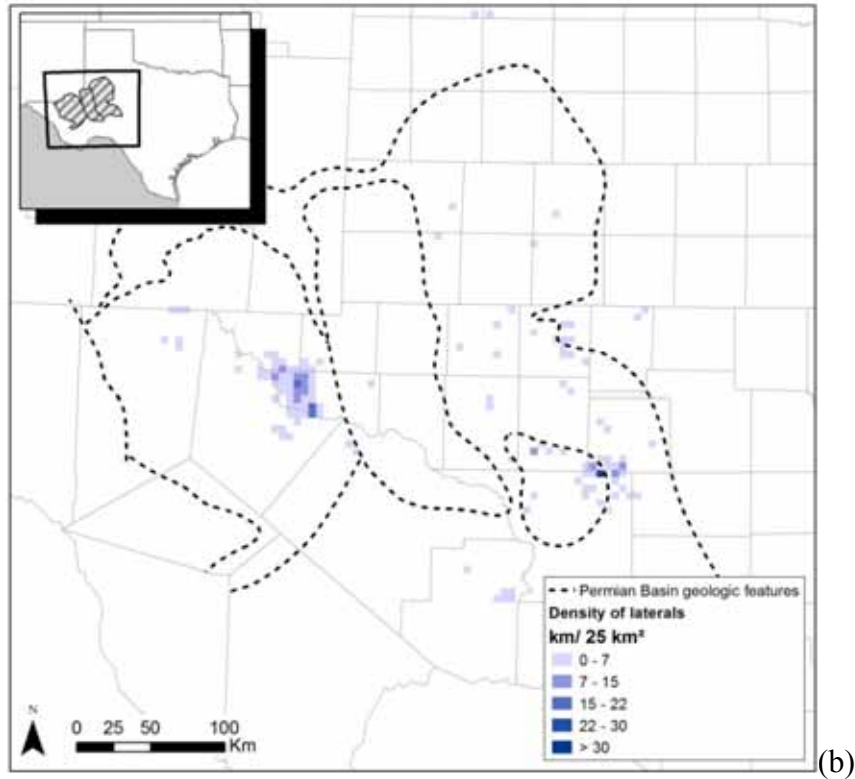 Permian Basin geologic features
Density of laterals
km/ 25 km²
0 - 7
7 - 15
15 - 22
22 - 30
> 30
N
0 25 50 100
Km
(b)